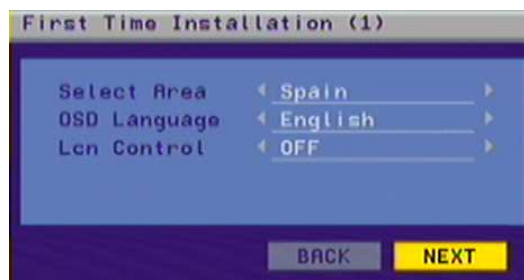 First Time Installation (1)
Select Area Spain
OSD Language English
Lcn Control OFF
BACK NEXT